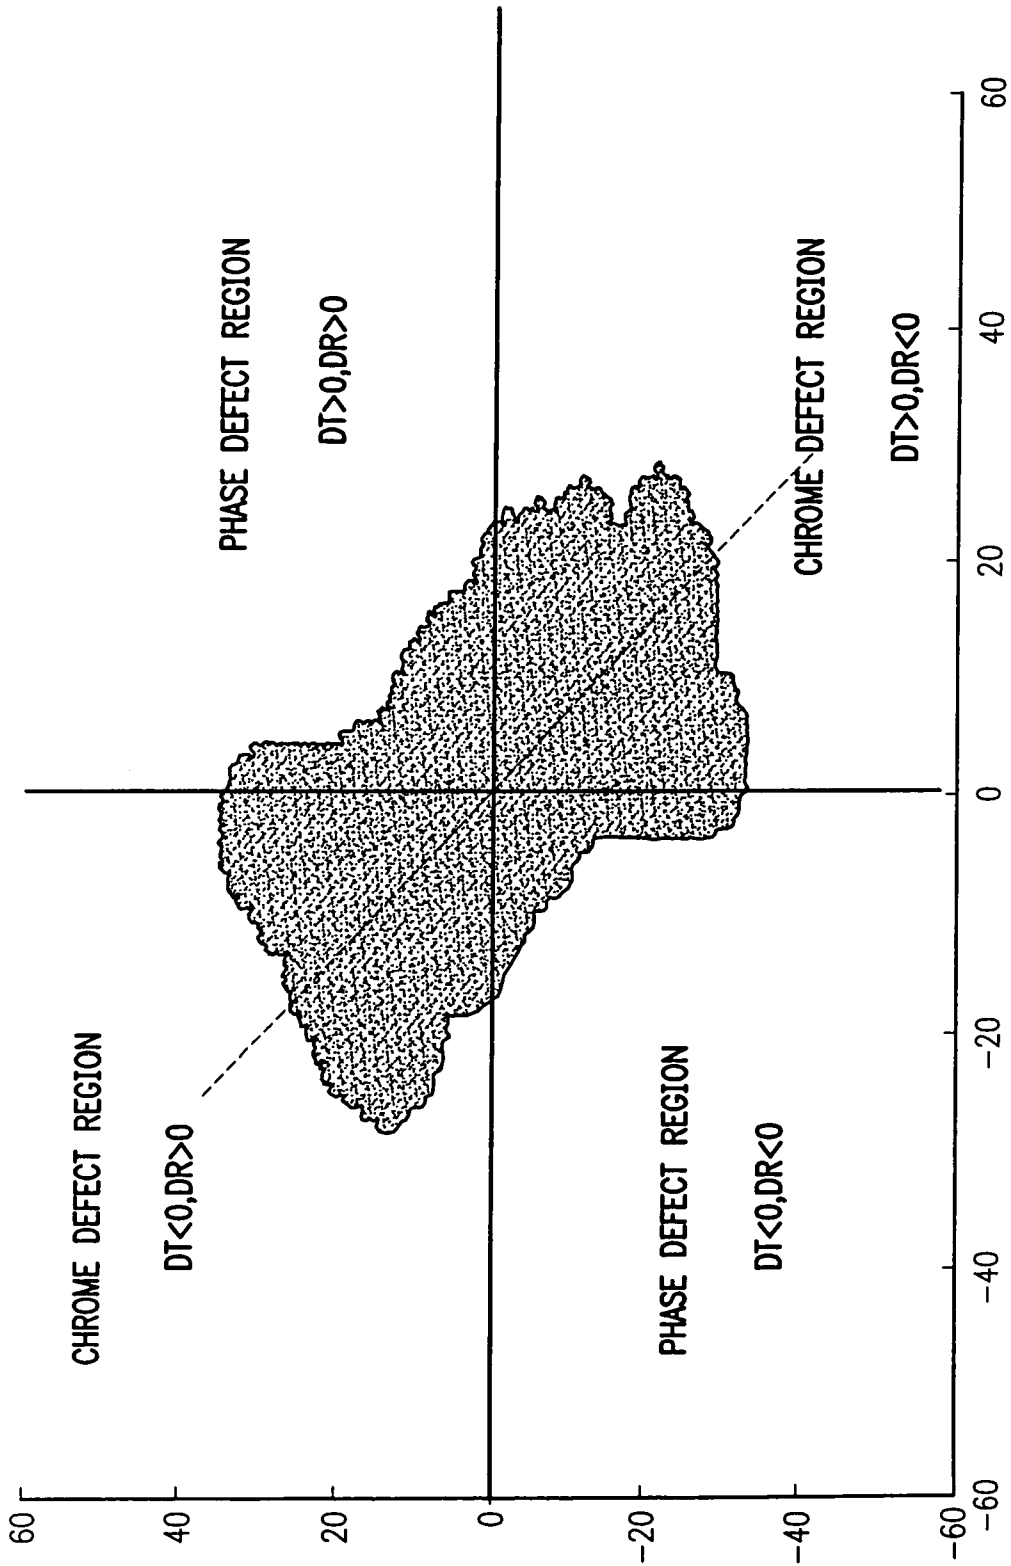 60
40
20
0
−20
−40
−60
−60
−40
−20
0
20
40
60
CHROME DEFECT REGION
DT<0,DR>0
PHASE DEFECT REGION
DT>0,DR>0
PHASE DEFECT REGION
DT<0,DR<0
CHROME DEFECT REGION
DT>0,DR<0